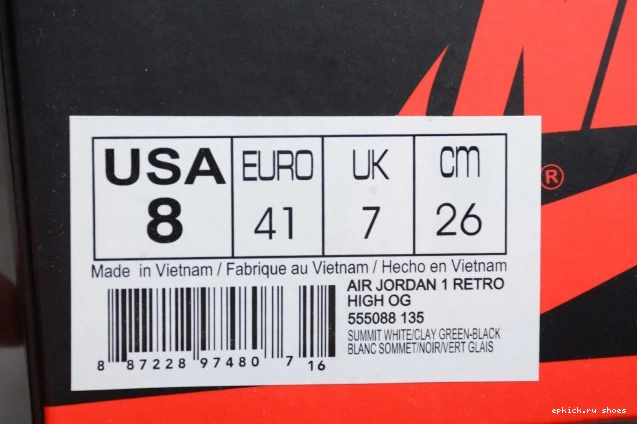 USA EURO UK cm
8 41 7 26
®
Made in Vietnam / Fabrique au Vietnam / Hecho en Vietnam
AIR JORDAN 1 RETRO
HIGH OG
555088 135
SUMMIT WHITE/CLAY GREEN-BLACK
BLANC SOMMET/NOIR/VERT GLAIS
8 87228 97480 7 16
epkick.ru shoes